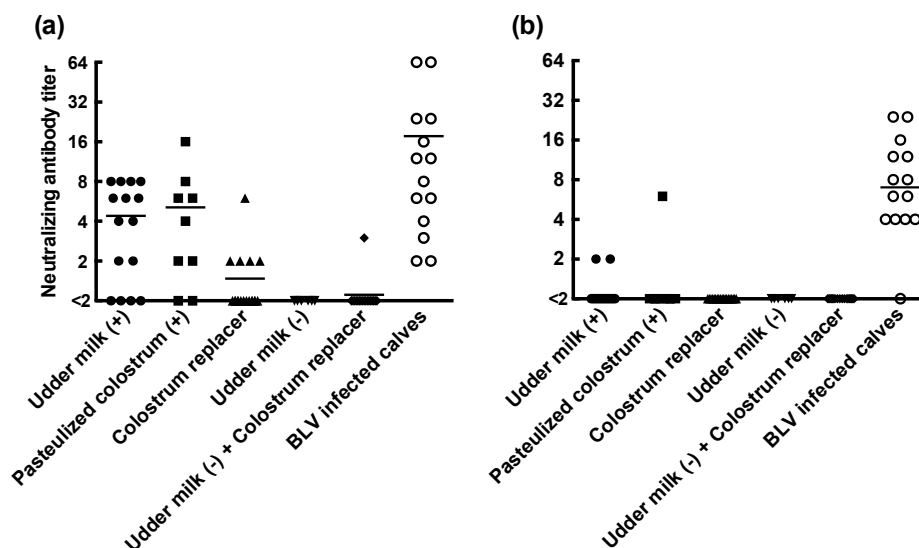 (a)
Neutralizing antibody titer
64
32
16
8
4
2
<2
Udder milk (+)
Pasteulized colostrum (+)
Colostrum replacer
Udder milk (-)
Udder milk (-) + Colostrum replacer
BLV infected calves
(b)
64
32
16
8
4
2
<2
Udder milk (+)
Pasteulized colostrum (+)
Colostrum replacer
Udder milk (-)
Udder milk (-) + Colostrum replacer
BLV infected calves